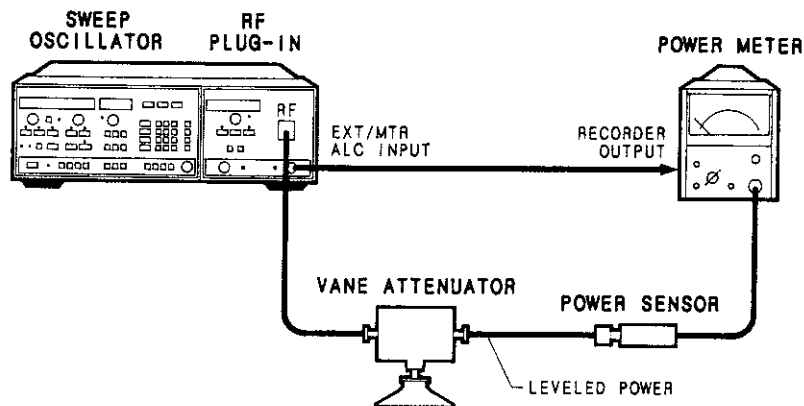 SWEEP
OSCILLATOR
RF
PLUG-IN
POWER METER
RF
EXT/MTR
ALC INPUT
RECORDER
OUTPUT
VANE ATTENUATOR
POWER SENSOR
LEVELED POWER